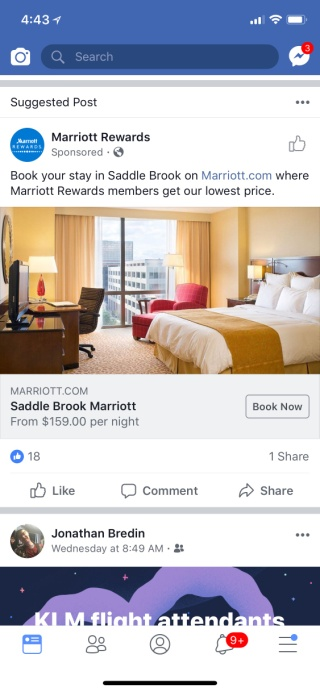 4:43
Search
3
Suggested Post
Marriott Rewards
Sponsored
Marriott
REWARDS
Book your stay in Saddle Brook on Marriott.com where
Marriott Rewards members get our lowest price.
MARRIOTT.COM
Saddle Brook Marriott
From $159.00 per night
Book Now
18
1 Share
Like
Comment
Share
Jonathan Bredin
Wednesday at 8:49 AM
KLM flight attendants
9+